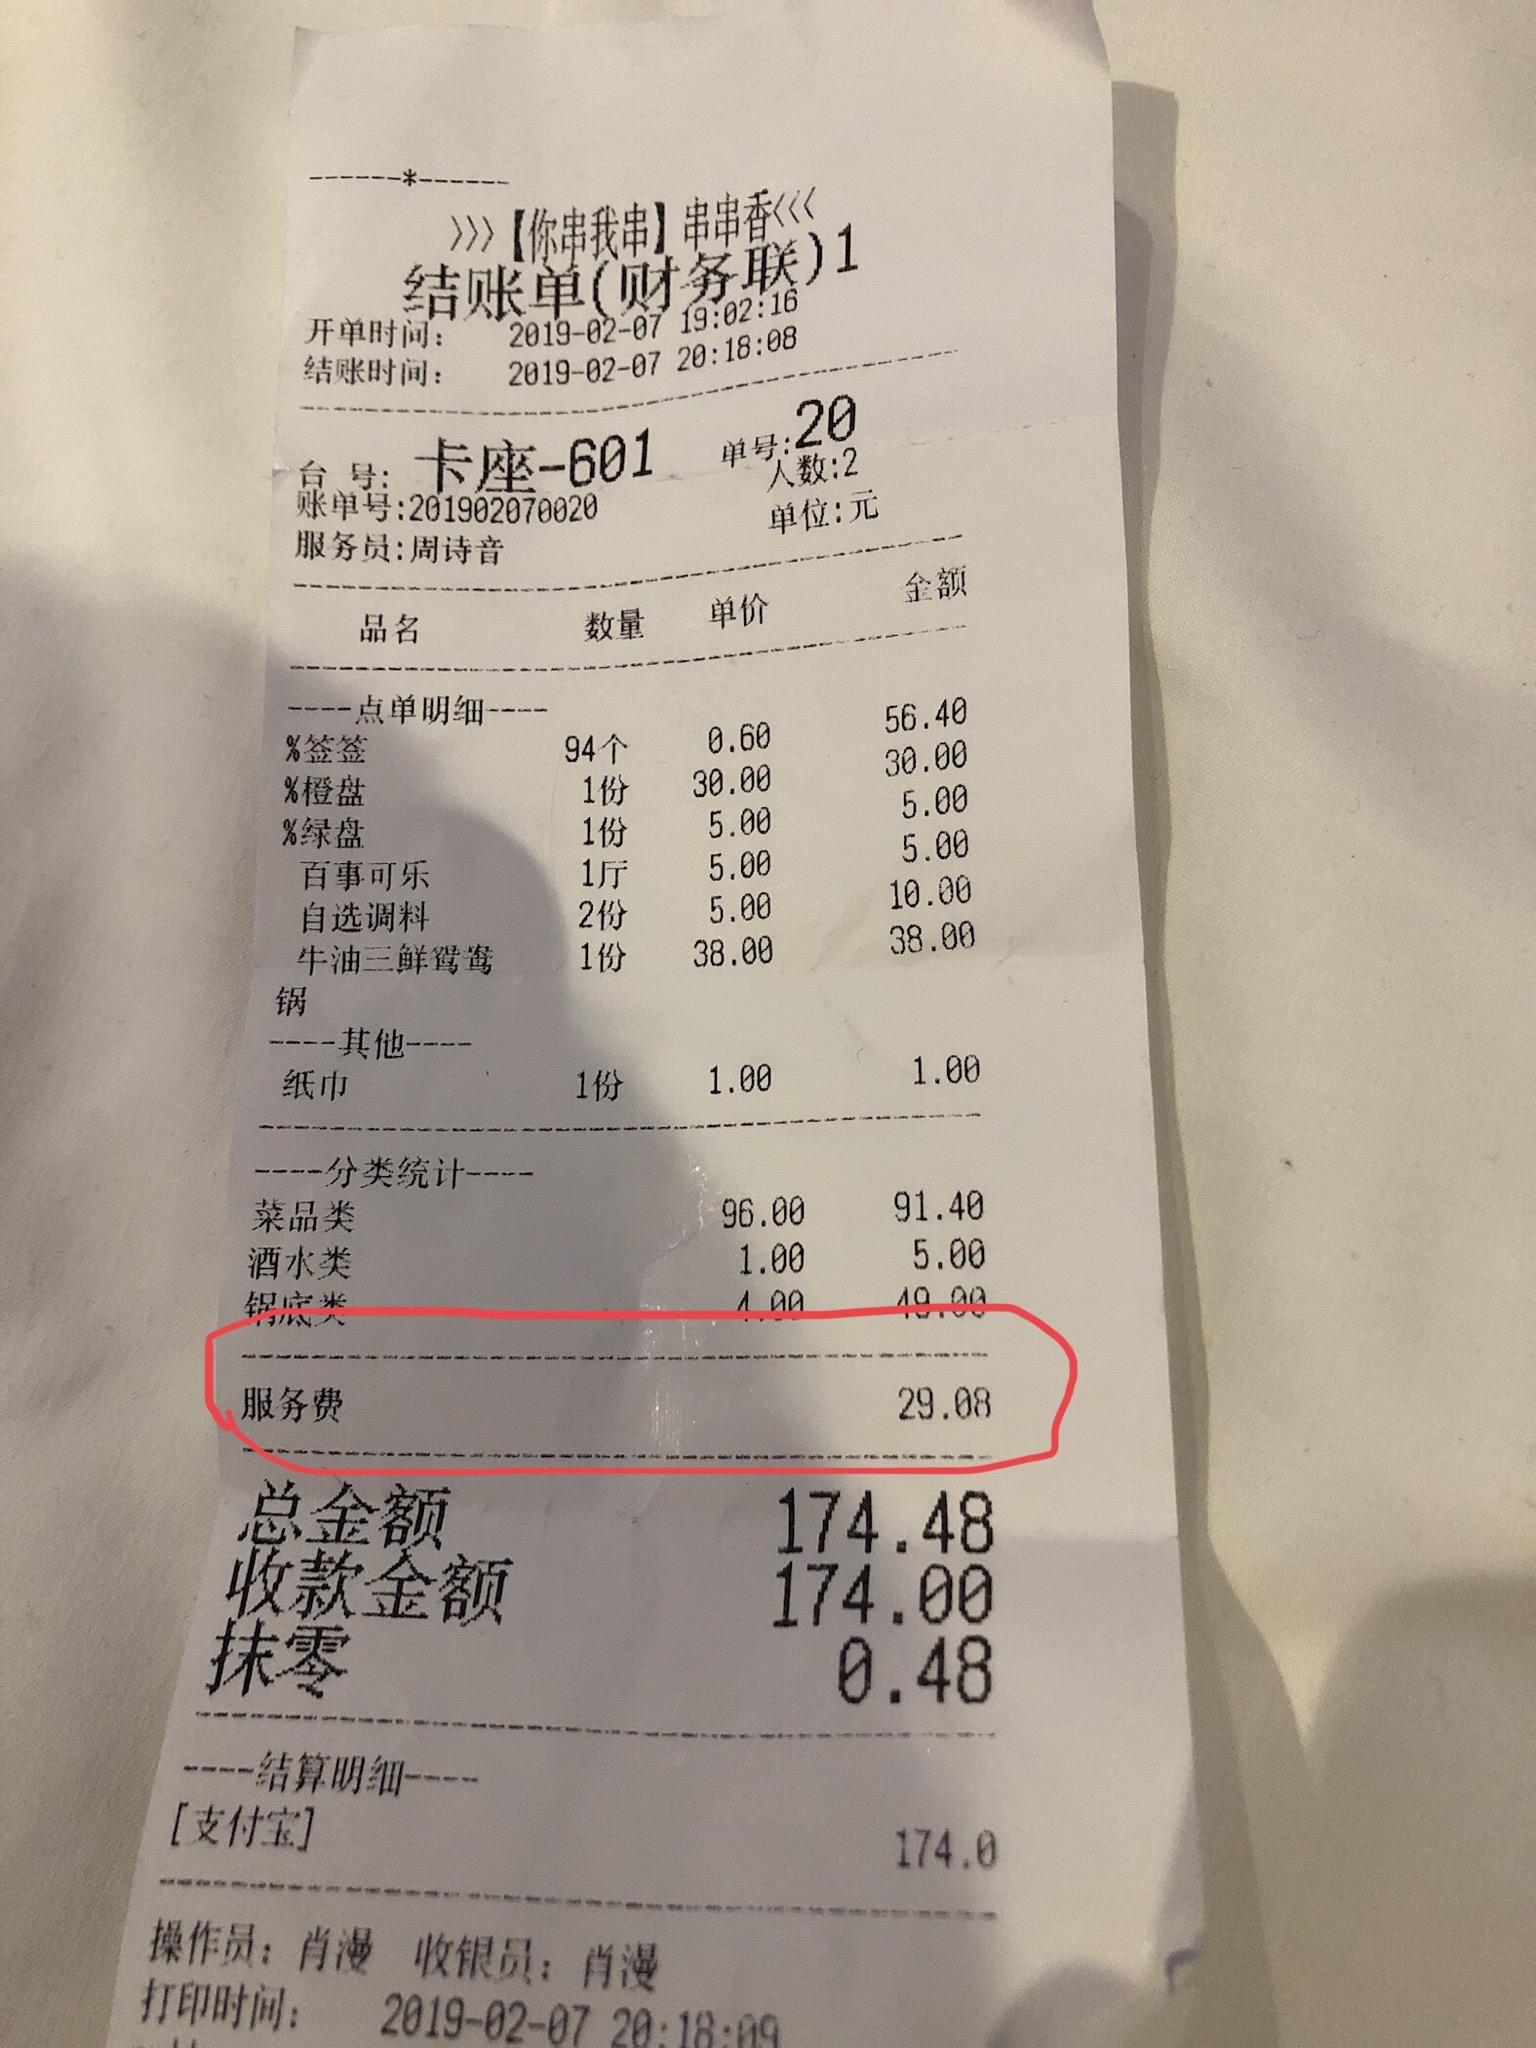 ------*------
>>>【你串我串】串串香<<<
结账单(财务联)1
开单时间: 2019-02-07 19:02:16
结账时间: 2019-02-07 20:18:08
台 号: 卡座-601 单号:20
人数:2
账单号:201902070020 单位:元
服务员:周诗音
品名 数量 单价 金额
----点单明细----
%签签 94个 0.60 56.40
%橙盘 1份 30.00 30.00
%绿盘 1份 5.00 5.00
百事可乐 1厅 5.00 5.00
自选调料 2份 5.00 10.00
牛油三鲜鸳鸯 1份 38.00 38.00
锅
----其他----
纸巾 1份 1.00 1.00
----分类统计----
菜品类 96.00 91.40
酒水类 1.00 5.00
锅底类 4.00 49.00
服务费 29.08
总金额 174.48
收款金额 174.00
抹零 0.48
----结算明细----
[支付宝] 174.0
操作员: 肖漫 收银员: 肖漫
打印时间: 2019-02-07 20:18:09